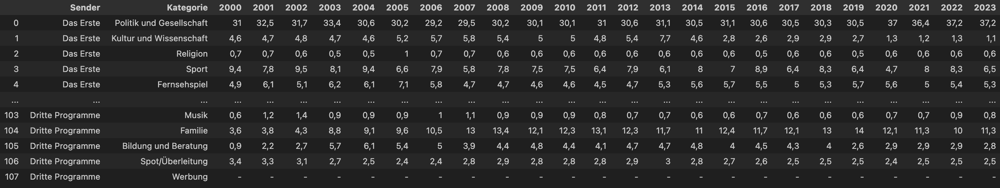 Sender Kategorie 2000 2001 2002 2003 2004 2005 2006 2007 2008 2009 2010 2011 2012 2013 2014 2015 2016 2017 2018 2019 2020 2021 2022 2023
0 Das Erste Politik und Gesellschaft 31 32,5 31,7 33,4 30,6 30,2 29,2 29,5 30,2 30,1 30,1 31 30,6 31,1 30,5 31,1 30,6 30,5 30,3 30,5 37 36,4 37,2 37,2
1 Das Erste Kultur und Wissenschaft 4,6 4,7 4,8 4,7 4,6 5,2 5,7 5,8 5,4 5 5 4,8 5,4 7,7 4,6 2,8 2,6 2,9 2,9 2,7 1,3 1,2 1,3 1,1
2 Das Erste Religion 0,7 0,7 0,6 0,5 0,5 1 0,7 0,7 0,6 0,6 0,6 0,6 0,6 0,6 0,6 0,6 0,5 0,6 0,6 0,5 0,6 0,6 0,6 0,6
3 Das Erste Sport 9,4 7,8 9,5 8,1 9,4 6,6 7,9 5,8 7,8 7,5 7,5 6,4 7,9 6,1 8 7 8,9 6,4 8,3 6,4 4,7 8 8,3 6,5
4 Das Erste Fernsehspiel 4,9 6,1 5,1 6,2 6,1 7,1 5,8 4,7 4,7 4,6 4,6 4,5 4,7 5,3 5,6 5,7 5,5 5 5,3 5,7 5,6 5 5,4 5,3
... ... ... ... ... ... ... ... ... ... ... ... ... ... ... ... ... ... ... ... ... ... ... ... ... ... ...
103 Dritte Programme Musik 0,6 1,2 1,4 0,9 0,9 0,9 1 1,1 0,9 0,9 0,9 0,8 0,7 0,7 0,6 0,6 0,7 0,6 0,6 0,6 0,7 0,7 0,9 0,8
104 Dritte Programme Familie 3,6 3,8 4,3 8,8 9,1 9,6 10,5 13 13,4 12,1 12,3 13,1 12,3 11,7 11 12,4 11,7 12,1 13 14 12,1 11,3 10 11,3
105 Dritte Programme Bildung und Beratung 0,9 2,2 2,7 5,7 6,1 5,4 5 3,9 4,4 4,8 4,4 4,1 4,7 4,7 4,8 4 4,5 4,3 4 2,6 2,9 2,9 2,9 2,8
106 Dritte Programme Spot/Überleitung 3,4 3,3 3,1 2,7 2,5 2,4 2,4 2,8 2,9 2,8 2,8 2,8 2,9 3 2,8 2,7 2,6 2,5 2,5 2,5 2,4 2,5 2,5 2,5
107 Dritte Programme Werbung - - - - - - - - - - - - - - - - - - - - - - - -